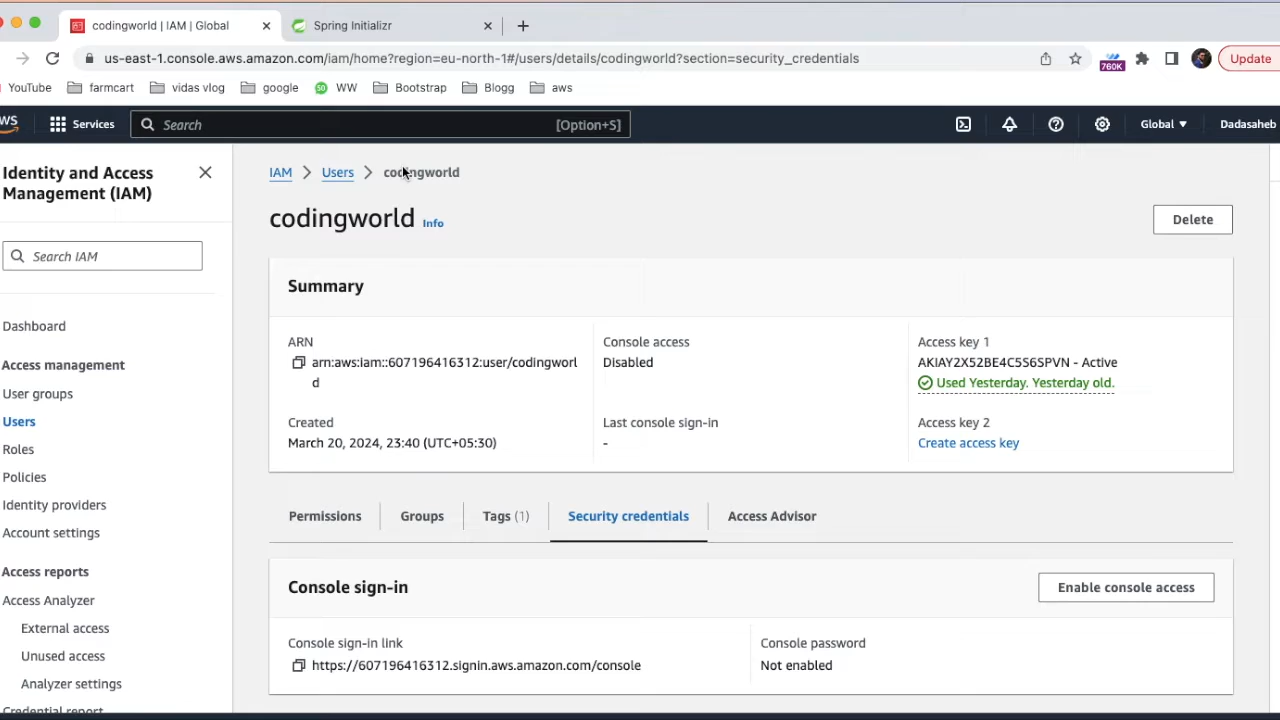 codingworld | IAM | Global
Spring Initializr
us-east-1.console.aws.amazon.com/iam/home?region=eu-north-1#/users/details/codingworld?section=security_credentials
760K
Update
YouTube farmcart vidas vlog google WW Bootstrap Blogg aws
Services
Search [Option+S]
Global
Dadasaheb
Identity and Access
Management (IAM)
Search IAM
Dashboard
Access management
User groups
Users
Roles
Policies
Identity providers
Account settings
Access reports
Access Analyzer
External access
Unused access
Analyzer settings
Credential report
IAM > Users > codingworld
codingworld Info
Delete
Summary
ARN
arn:aws:iam::607196416312:user/codingworl
d
Created
March 20, 2024, 23:40 (UTC+05:30)
Console access
Disabled
Last console sign-in
-
Access key 1
AKIAY2X52BE4C5S6SPVN - Active
Used Yesterday. Yesterday old.
Access key 2
Create access key
Permissions
Groups
Tags (1)
Security credentials
Access Advisor
Console sign-in
Enable console access
Console sign-in link
https://607196416312.signin.aws.amazon.com/console
Console password
Not enabled